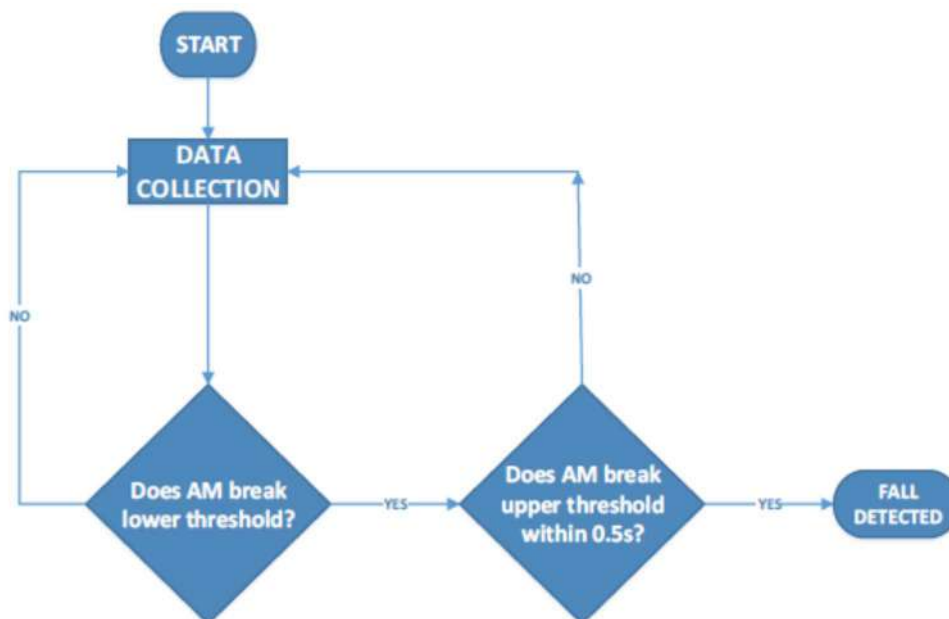 START
DATA
COLLECTION
NO
NO
Does AM break
lower threshold?
YES
Does AM break
upper threshold
within 0.5s?
YES
FALL
DETECTED